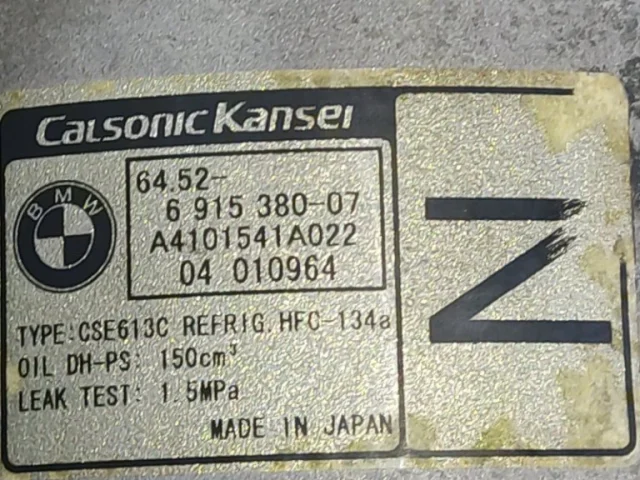 CalsonicKansei
BMW
64.52-
6 915 380-07
A4101541A022
04 010964
TYPE:CSE613C REFRIG.HFC-134a
OIL DH-PS: 150cm³
LEAK TEST: 1.5MPa
MADE IN JAPAN
N